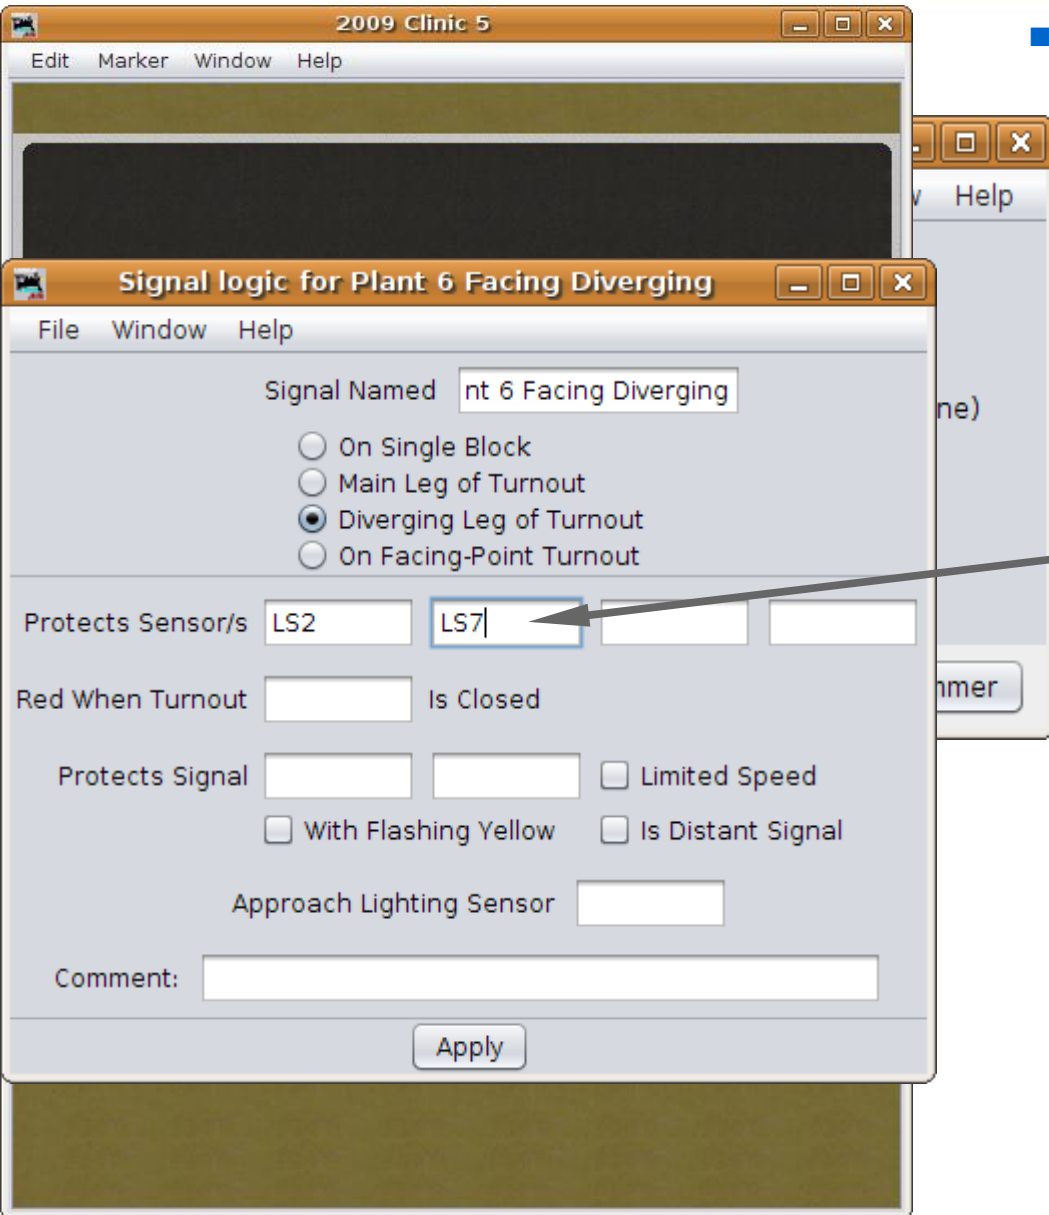 2009 Clinic 5
Edit Marker Window Help
Help
Signal logic for Plant 6 Facing Diverging
File Window Help
Signal Named nt 6 Facing Diverging
ne)
On Single Block
Main Leg of Turnout
Diverging Leg of Turnout
On Facing-Point Turnout
Protects Sensor/s LS2 LS7
Red When Turnout Is Closed
mmer
Protects Signal Limited Speed
With Flashing Yellow Is Distant Signal
Approach Lighting Sensor
Comment:
Apply